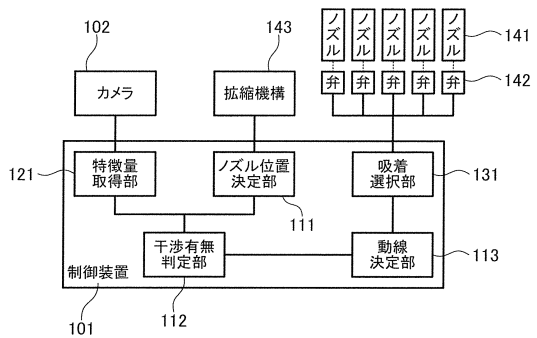 102
カメラ
143
拡縮機構
ノズル
ノズル
ノズル
ノズル
ノズル
141
弁
弁
弁
弁
弁
142
121
特徴量
取得部
ノズル位置
決定部
111
吸着
選択部
131
干渉有無
判定部
112
動線
決定部
113
制御装置
101